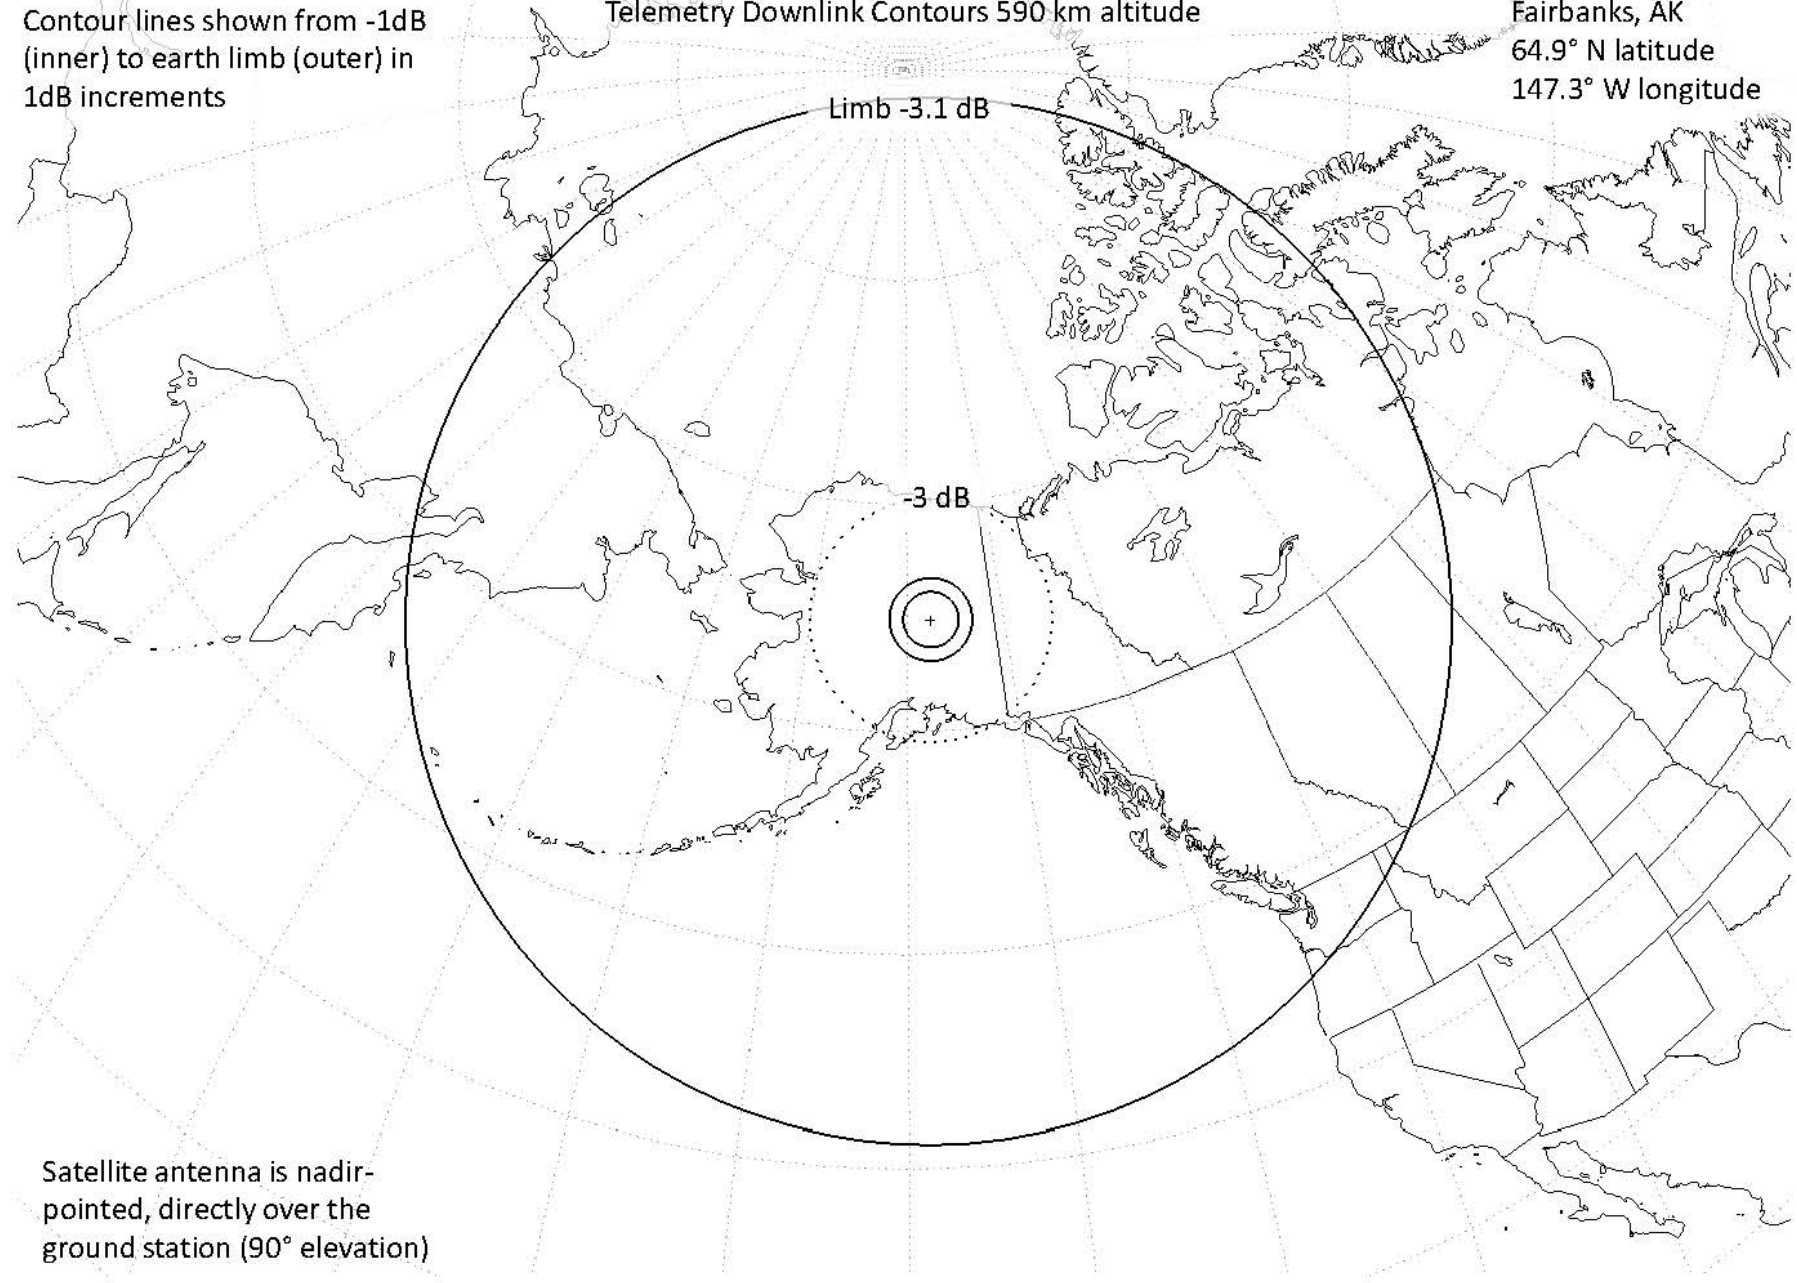 Contour lines shown from -1dB
(inner) to earth limb (outer) in
1dB increments
Telemetry Downlink Contours 590 km altitude
Fairbanks, AK
64.9° N latitude
147.3° W longitude
Limb -3.1 dB
-3 dB
Satellite antenna is nadir-
pointed, directly over the
ground station (90° elevation)